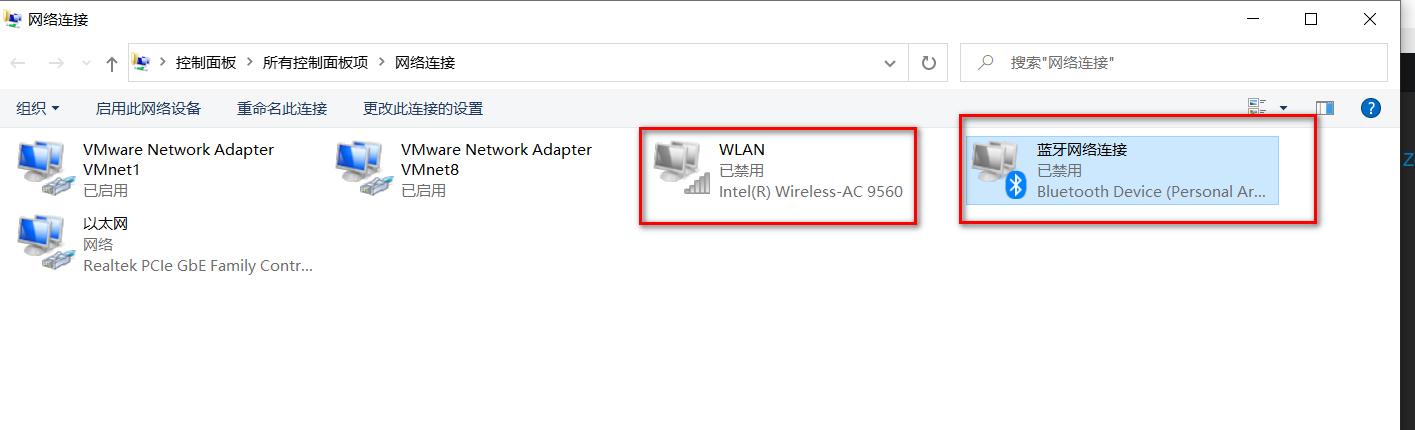 网络连接
控制面板 所有控制面板项 网络连接
搜索"网络连接"
组织 启用此网络设备 重命名此连接 更改此连接的设置
VMware Network Adapter
VMnet1
已启用
VMware Network Adapter
VMnet8
已启用
WLAN
已禁用
Intel(R) Wireless-AC 9560
蓝牙网络连接
已禁用
Bluetooth Device (Personal Ar...
以太网
网络
Realtek PCIe GbE Family Contr...
z